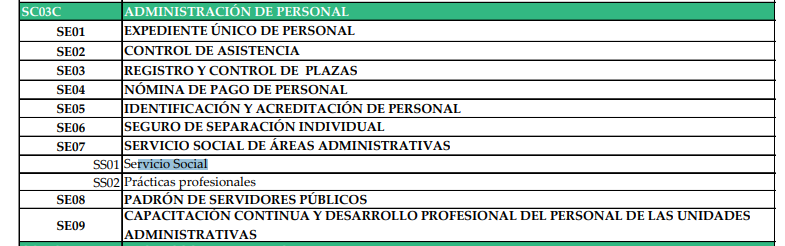 SC03C ADMINISTRACIÓN DE PERSONAL
SE01 EXPEDIENTE ÚNICO DE PERSONAL
SE02 CONTROL DE ASISTENCIA
SE03 REGISTRO Y CONTROL DE PLAZAS
SE04 NÓMINA DE PAGO DE PERSONAL
SE05 IDENTIFICACIÓN Y ACREDITACIÓN DE PERSONAL
SE06 SEGURO DE SEPARACIÓN INDIVIDUAL
SE07 SERVICIO SOCIAL DE ÁREAS ADMINISTRATIVAS
SS01 Servicio Social
SS02 Prácticas profesionales
SE08 PADRÓN DE SERVIDORES PÚBLICOS
SE09 CAPACITACIÓN CONTINUA Y DESARROLLO PROFESIONAL DEL PERSONAL DE LAS UNIDADES
ADMINISTRATIVAS